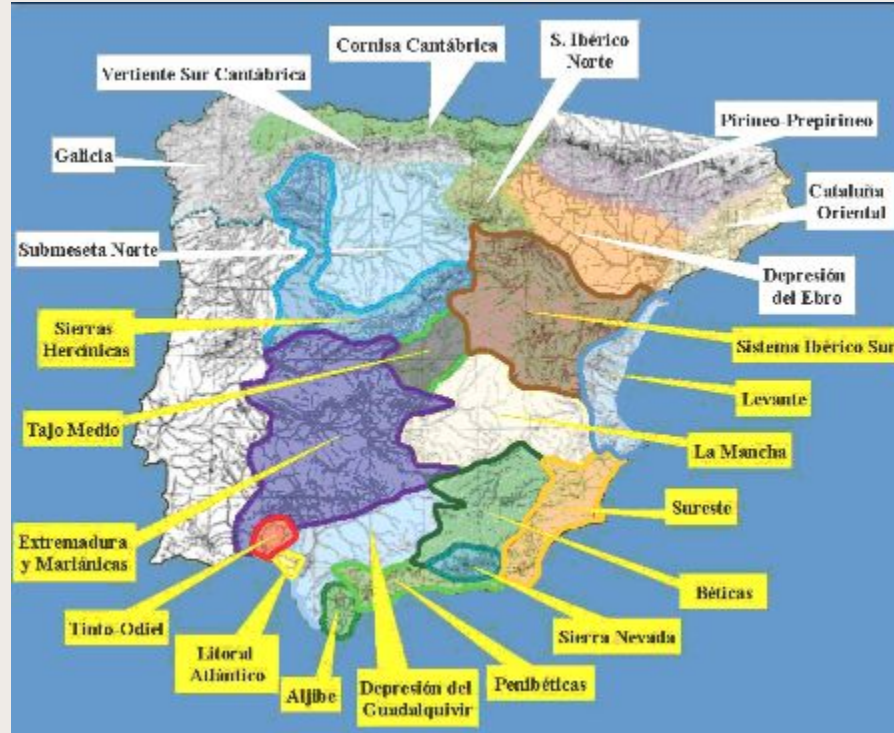 Cornisa Cantábrica
S. Ibérico
Norte
Vertiente Sur Cantábrica
Pirineo-Prepirineo
Galicia
Cataluña
Oriental
Submeseta Norte
Depresión
del Ebro
Sierras
Hercínicas
Sistema Ibérico Sur
Levante
Tajo Medio
La Mancha
Sureste
Extremadura
y Mariánicas
Béticas
Tinto-Odiel
Sierra Nevada
Litoral
Atlántico
Penibéticas
Aljibe
Depresión del
Guadalquivir